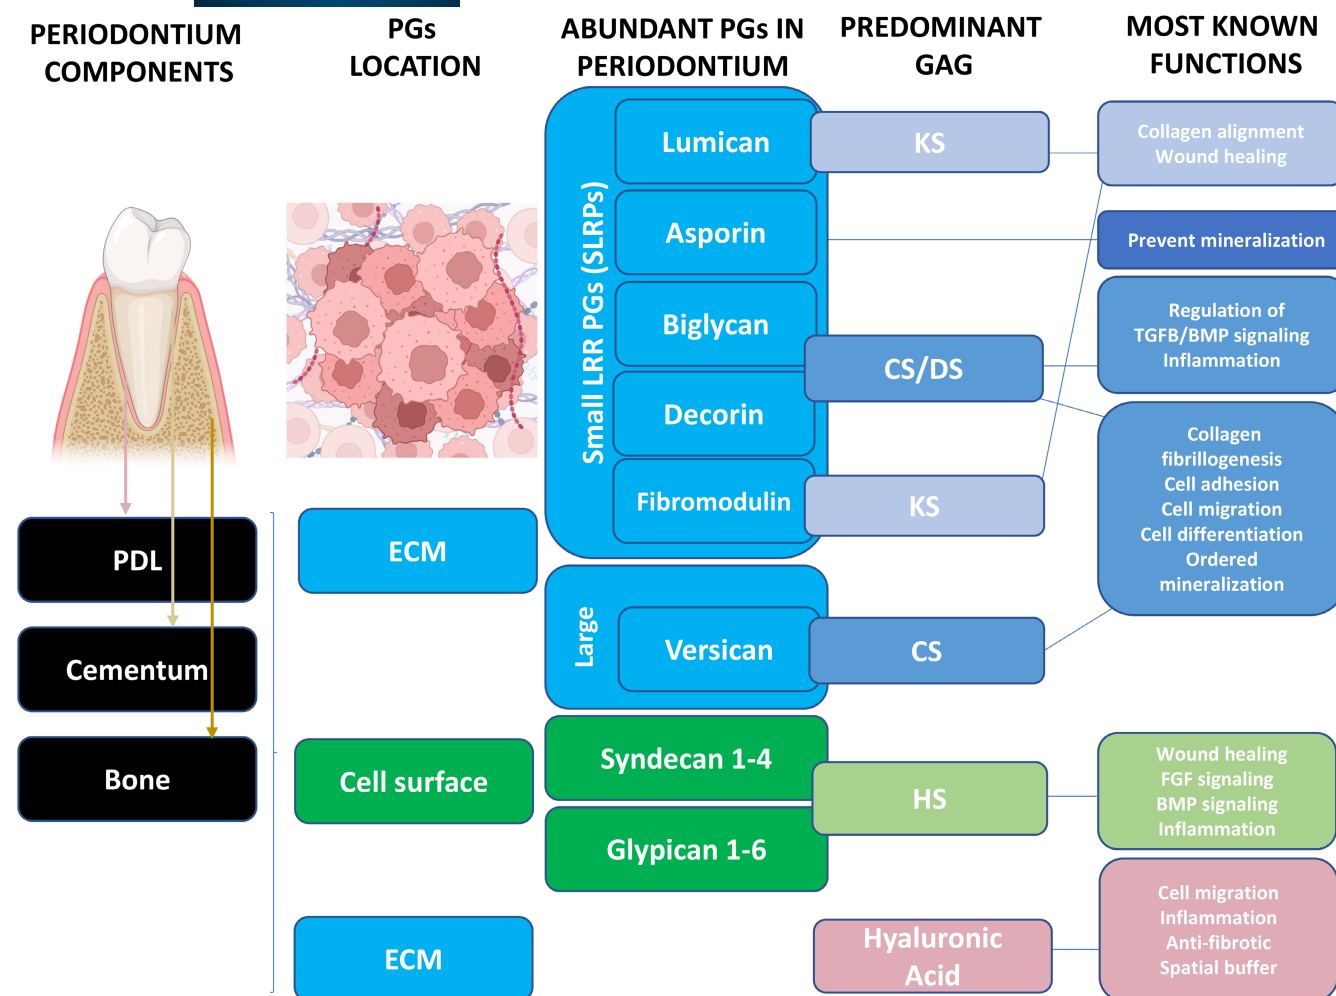 PERIODONTIUM
COMPONENTS
PGs
LOCATION
ABUNDANT PGs IN
PERIODONTIUM
PREDOMINANT
GAG
MOST KNOWN
FUNCTIONS
Small LRR PGs (SLRPs)
Lumican
Asporin
Biglycan
Decorin
Fibromodulin
KS
CS/DS
KS
Collagen alignment
Wound healing
Prevent mineralization
Regulation of
TGFB/BMP signaling
Inflammation
Collagen
fibrillogenesis
Cell adhesion
Cell migration
Cell differentiation
Ordered
mineralization
PDL
Cementum
Bone
ECM
Large
Versican
CS
Cell surface
Syndecan 1-4
Glypican 1-6
HS
Wound healing
FGF signaling
BMP signaling
Inflammation
ECM
Hyaluronic
Acid
Cell migration
Inflammation
Anti-fibrotic
Spatial buffer